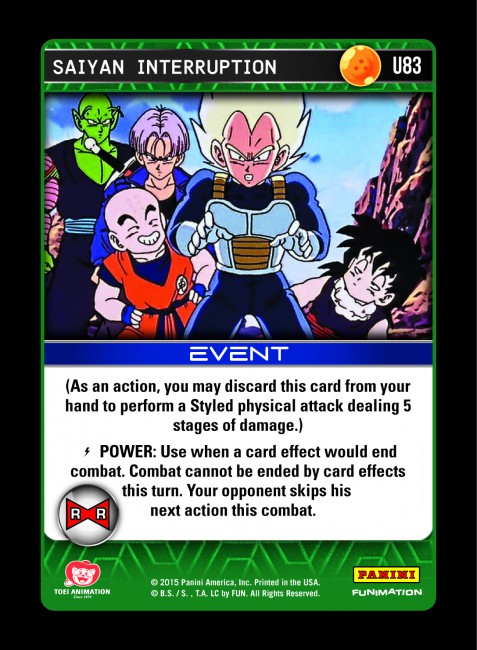 SAIYAN INTERRUPTION
U83
EVENT
(As an action, you may discard this card from your
hand to perform a Styled physical attack dealing 5
stages of damage.)
POWER: Use when a card effect would end
combat. Combat cannot be ended by card effects
this turn. Your opponent skips his
next action this combat.
R R
TOEI ANIMATION
Since 1956
© 2015 Panini America, Inc. Printed in the USA.
© B.S. / S. , T.A. LC by FUN. All Rights Reserved.
PANINI
FUNIMATION